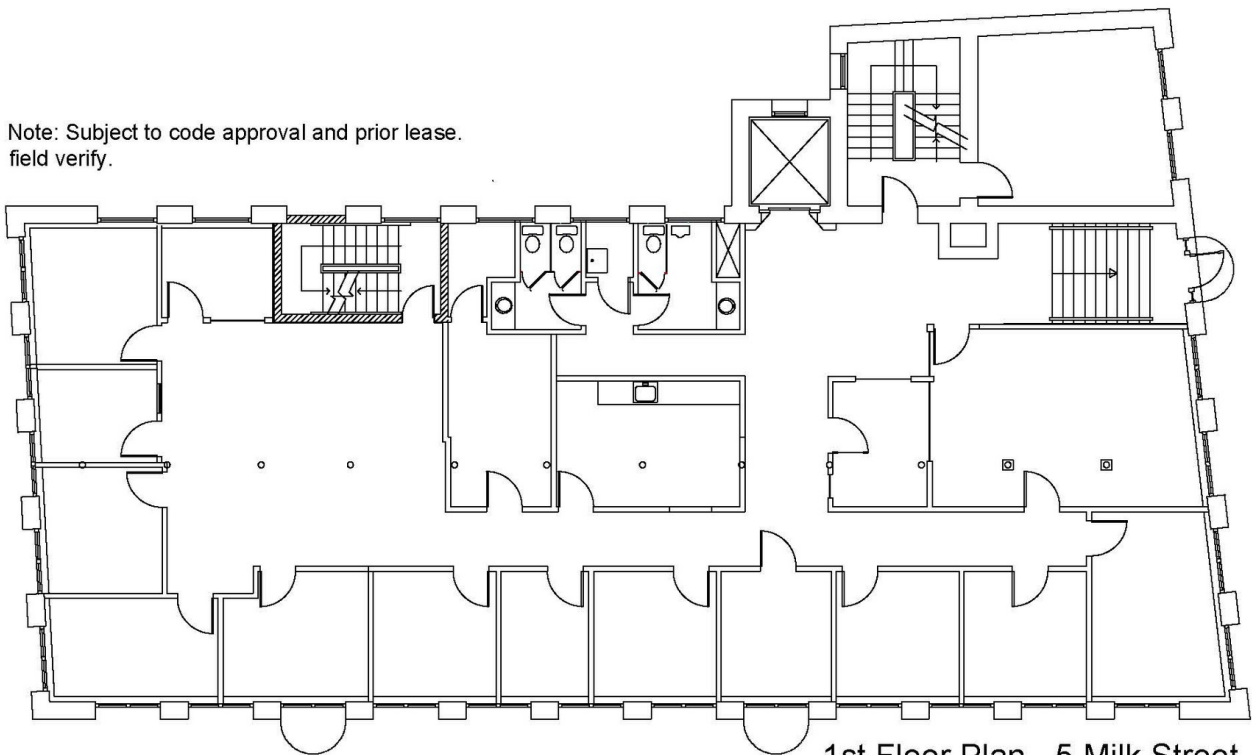 Note: Subject to code approval and prior lease.
field verify.
1st Floor Plan - 5 Milk Street